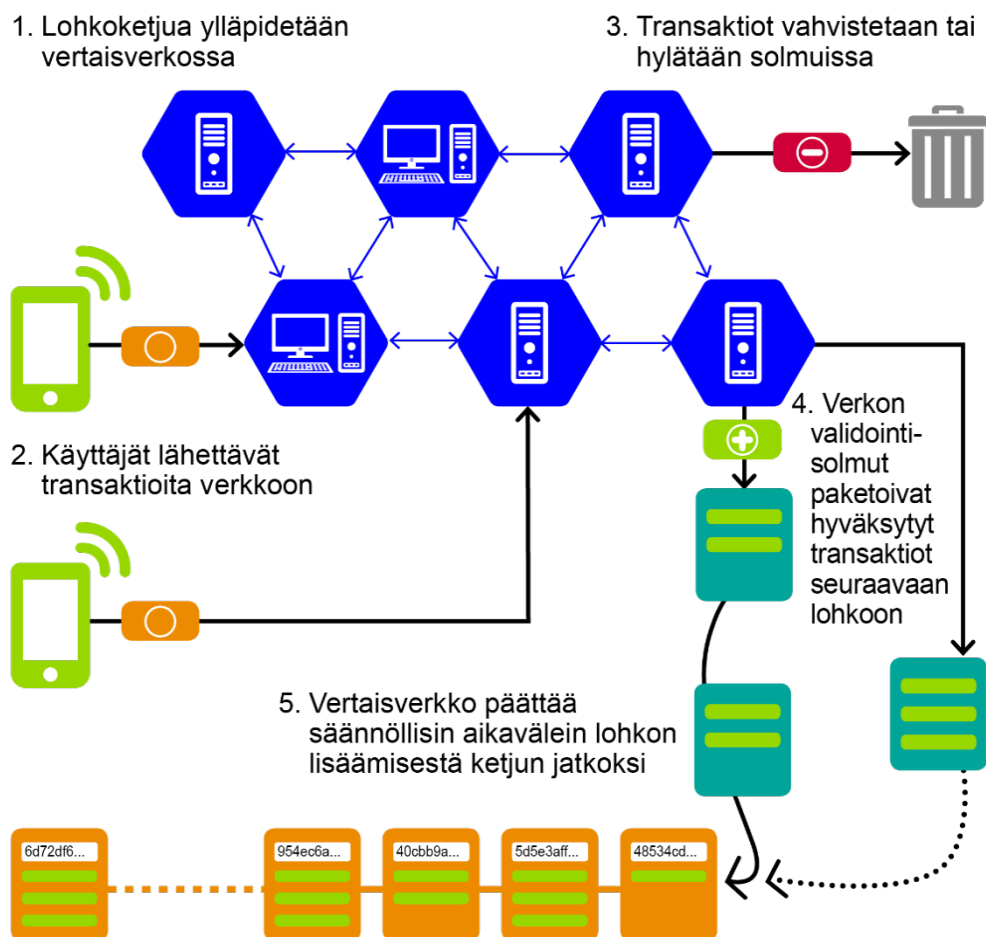 1. Lohkoketjua ylläpidetään
vertaisverkossa
3. Transaktiot vahvistetaan tai
hylätään solmuissa
2. Käyttäjät lähettävät
transaktioita verkkoon
4. Verkon
validointi-
solmut
paketoivat
hyväksytyt
transaktiot
seuraavaan
lohkoon
5. Vertaisverkko päättää
säännöllisin aikavälein lohkon
lisäämisestä ketjun jatkoksi
6d72df6...
954ec6a...
40cbb9a...
5d5e3aff...
48534cd...